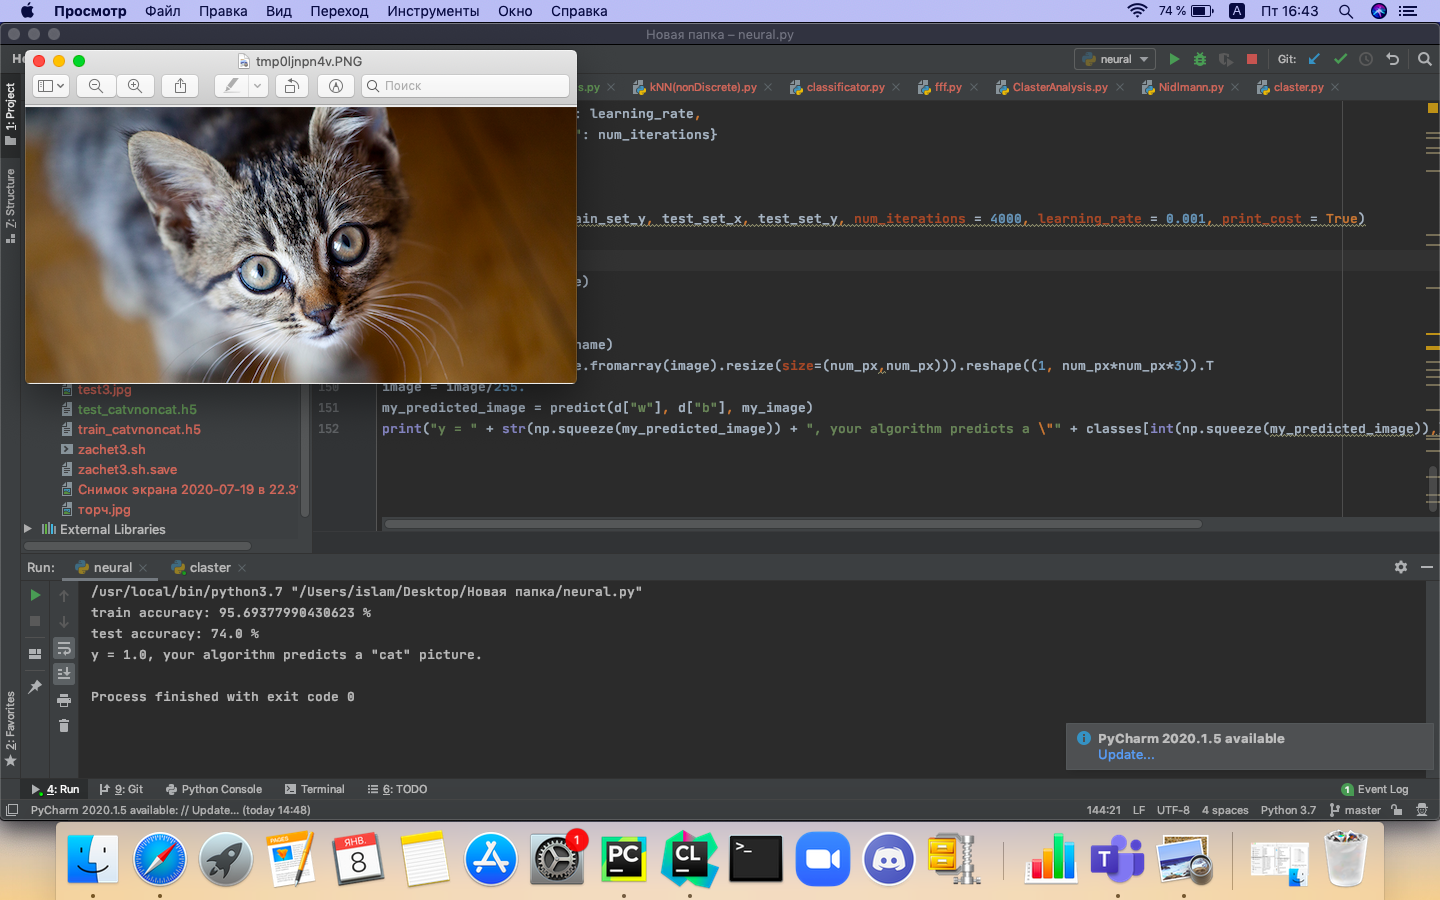 Просмотр Файл Правка Вид Переход Инструменты Окно Справка 74 % A Пт 16:43
Новая папка – neural.py
tmp0ljnpn4v.PNG
Поиск
neural Git:
s.py kNN(nonDiscrete).py classificator.py fff.py ClasterAnalysis.py Nidlmann.py claster.py
1: Project
7: Structure
2: Favorites
: learning_rate,
": num_iterations}
ain_set_y, test_set_x, test_set_y, num_iterations = 4000, learning_rate = 0.001, print_cost = True)
e)
name)
e.fromarray(image).resize(size=(num_px,num_px))).reshape((1, num_px*num_px*3)).T
150 image = image/255.
151 my_predicted_image = predict(d["w"], d["b"], my_image)
152 print("y = " + str(np.squeeze(my_predicted_image)) + ", your algorithm predicts a \"" + classes[int(np.squeeze(my_predicted_image)),
test3.jpg
test_catvnoncat.h5
train_catvnoncat.h5
zachet3.sh
zachet3.sh.save
Снимок экрана 2020-07-19 в 22.3
торч.jpg
External Libraries
Run: neural claster
/usr/local/bin/python3.7 "/Users/islam/Desktop/Новая папка/neural.py"
train accuracy: 95.69377990430623 %
test accuracy: 74.0 %
y = 1.0, your algorithm predicts a "cat" picture.
Process finished with exit code 0
PyCharm 2020.1.5 available
Update...
4: Run 9: Git Python Console Terminal 6: TODO 1 Event Log
PyCharm 2020.1.5 available: // Update... (today 14:48) 144:21 LF UTF-8 4 spaces Python 3.7 master
PAGES
ЯНВ.
8
1
PC
CL
>_
T